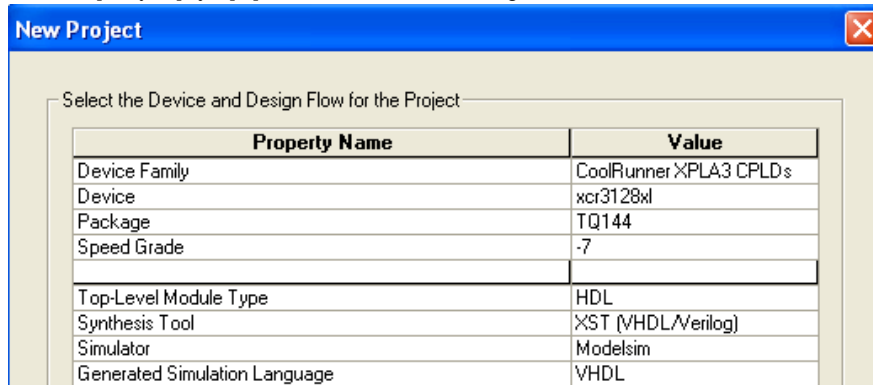 New Project
Select the Device and Design Flow for the Project
Property Name Value
Device Family CoolRunner XPLA3 CPLDs
Device xcr3128xl
Package TQ144
Speed Grade -7
Top-Level Module Type HDL
Synthesis Tool XST (VHDL/Verilog)
Simulator Modelsim
Generated Simulation Language VHDL